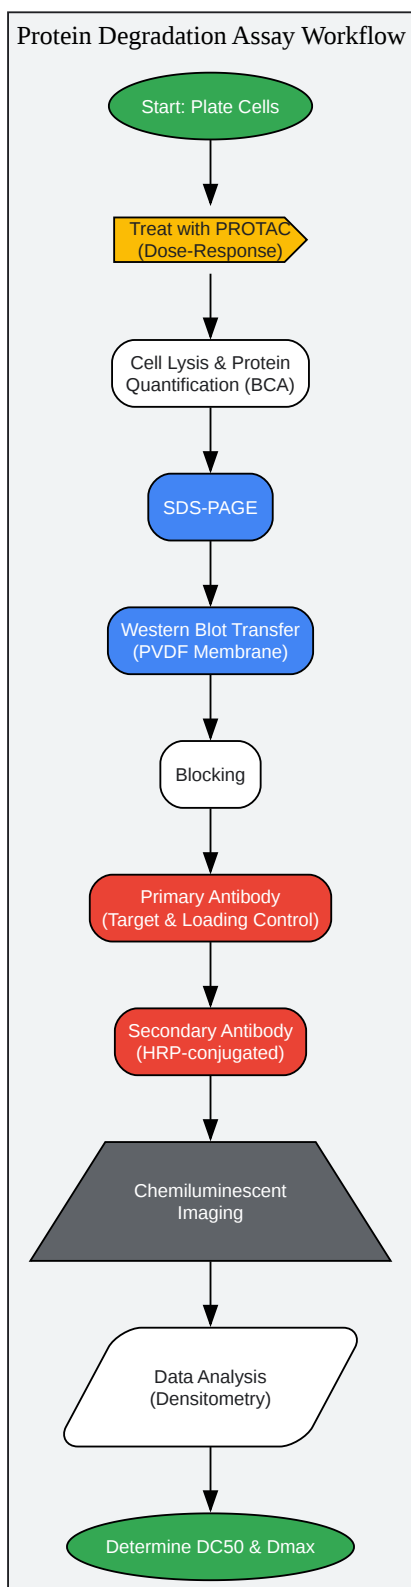 Protein Degradation Assay Workflow
Start: Plate Cells
Treat with PROTAC
(Dose-Response)
Cell Lysis & Protein
Quantification (BCA)
SDS-PAGE
Western Blot Transfer
(PVDF Membrane)
Blocking
Primary Antibody
(Target & Loading Control)
Secondary Antibody
(HRP-conjugated)
Chemiluminescent
Imaging
Data Analysis
(Densitometry)
Determine DC50 & Dmax